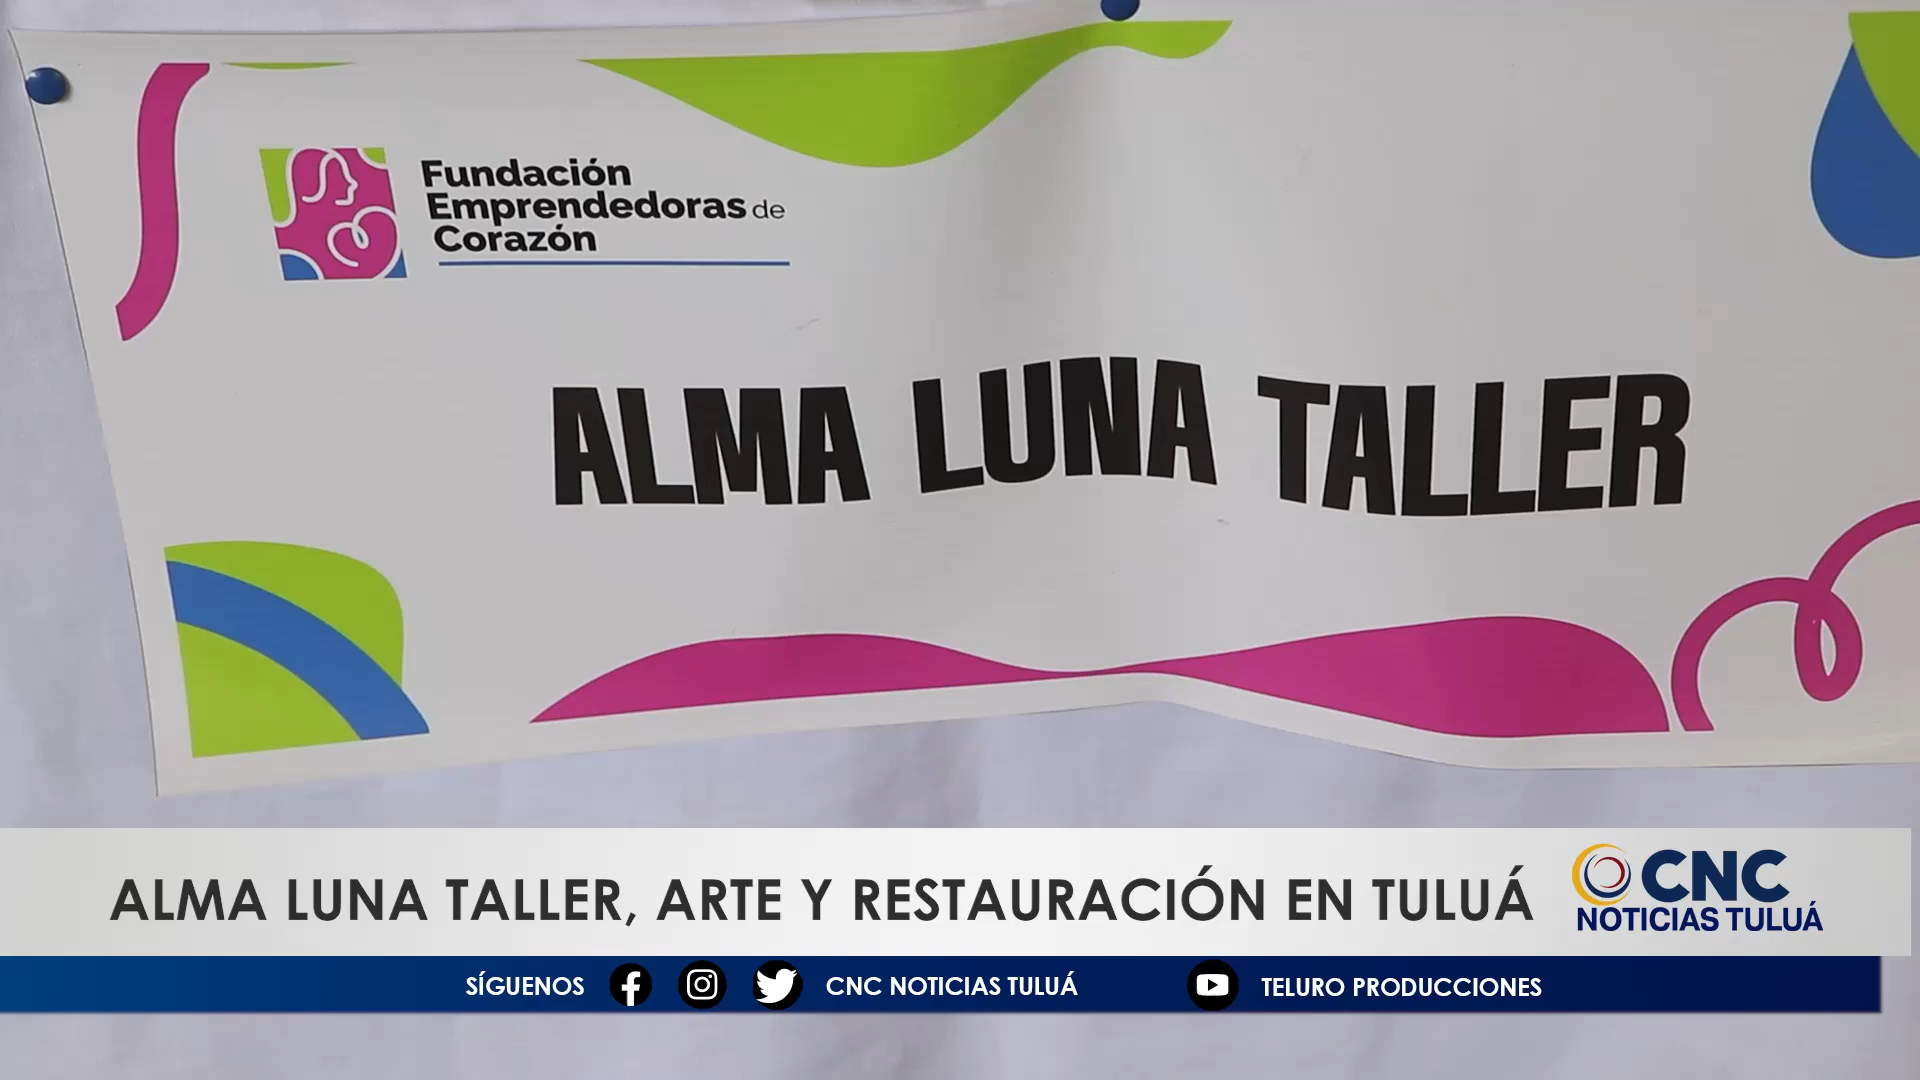 Fundación
Emprendedoras de
Corazón
ALMA LUNA TALLER
ALMA LUNA TALLER, ARTE Y RESTAURACIÓN EN TULUÁ
CNC
NOTICIAS TULUÁ
SÍGUENOS CNC NOTICIAS TULUÁ TELURO PRODUCCIONES